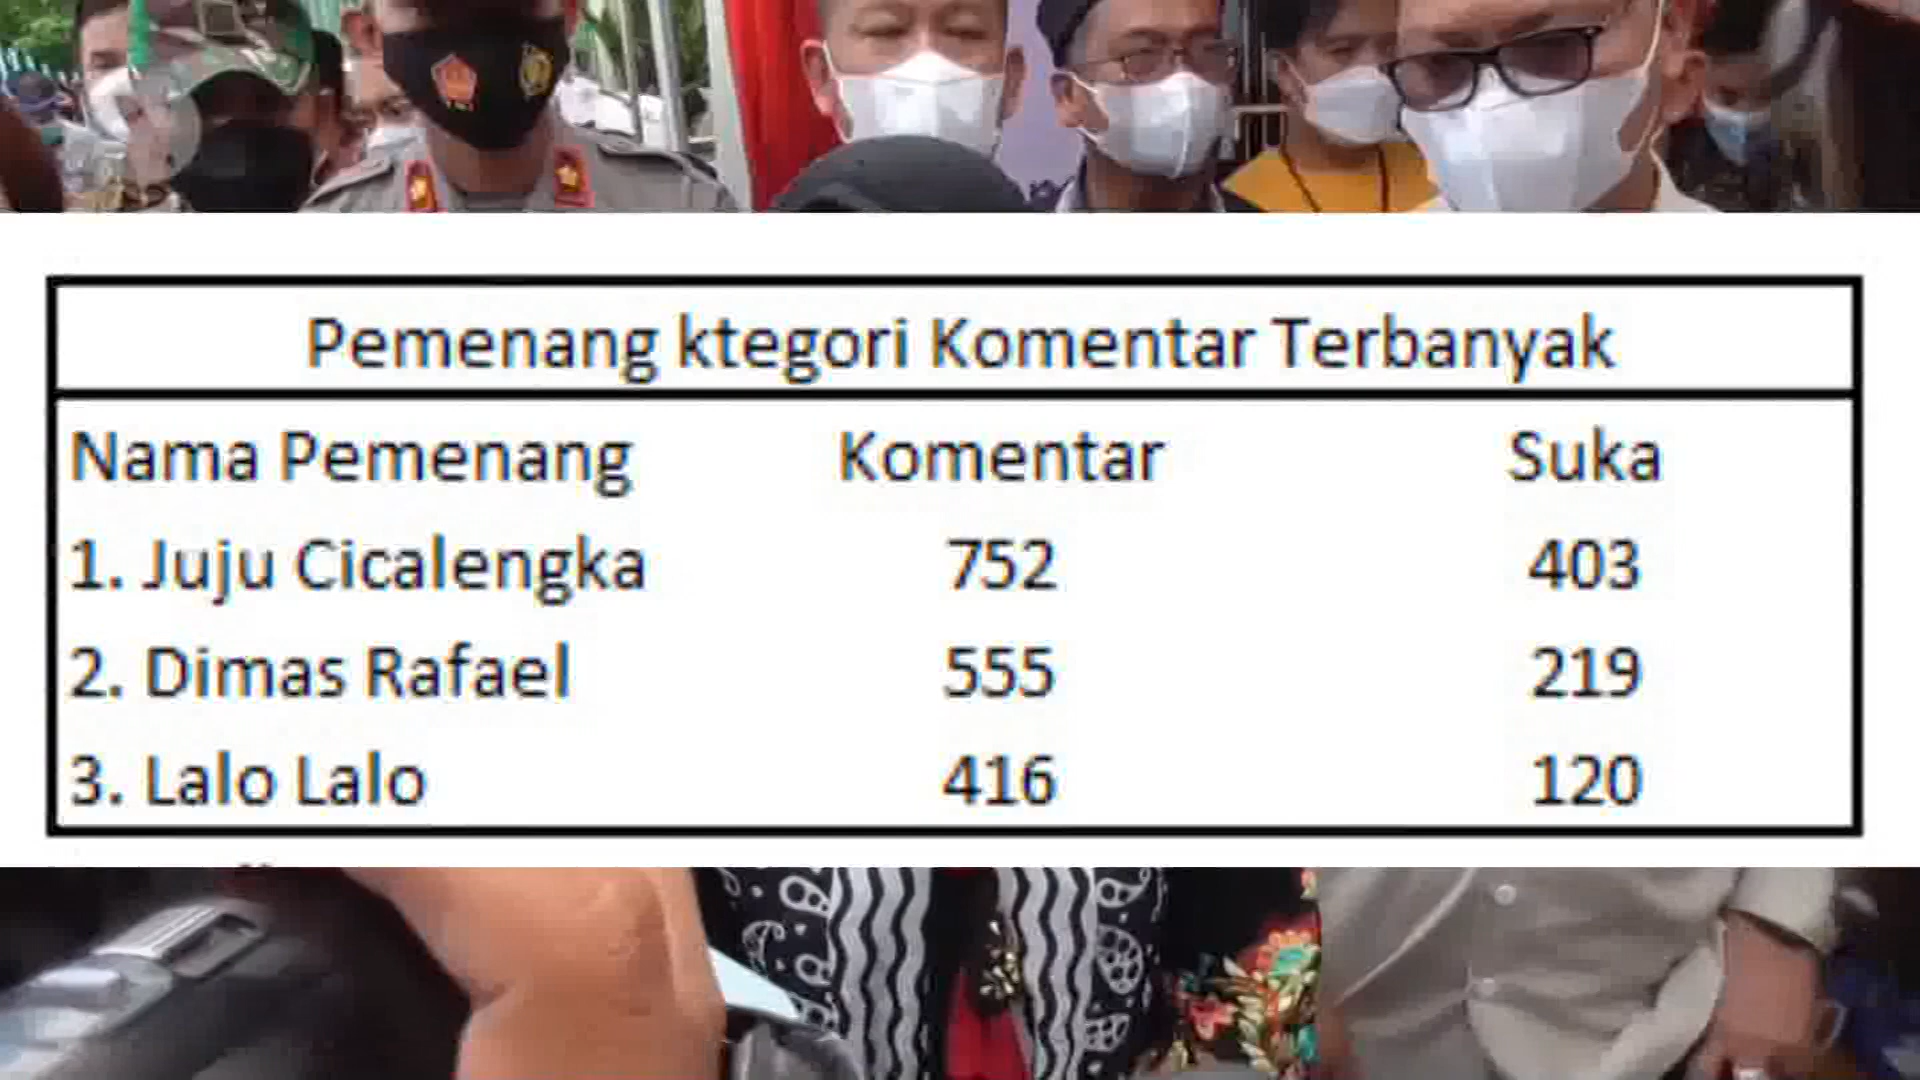 Pemenang ktegori Komentar Terbanyak
Nama Pemenang Komentar Suka
1. Juju Cicalengka 752 403
2. Dimas Rafael 555 219
3. Lalo Lalo 416 120